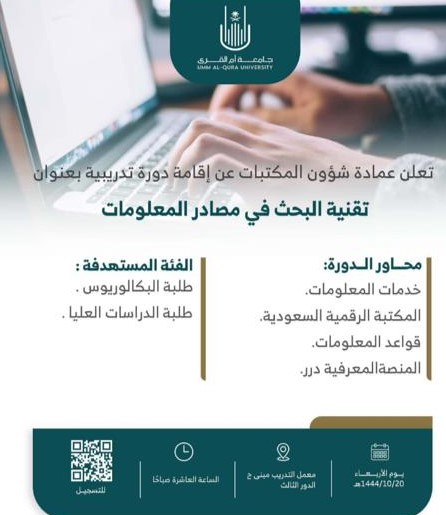 جامعة أم القرى
UMM AL-QURA UNIVERSITY
تعلن عمادة شؤون المكتبات عن إقامة دورة تدريبية بعنوان
تقنية البحث في مصادر المعلومات
محاور الدورة:
خدمات المعلومات.
المكتبة الرقمية السعودية.
قواعد المعلومات.
المنصةالمعرفية درر.
الفئة المستهدفة :
طلبة البكالوريوس .
طلبة الدراسات العليا .
يوم الأربعاء
1444/10/20هـ
معمل التدريب مبنى ج
الدور الثالث
الساعة العاشرة صباحًا
للتسجيل